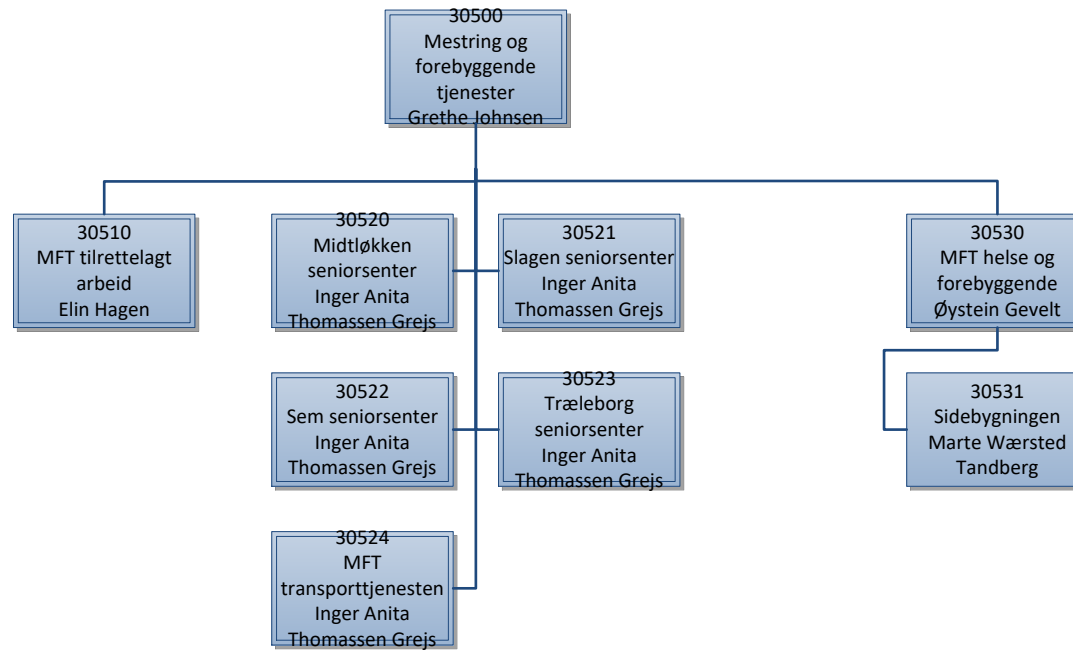 30500
Mestring og
forebyggende
tjenester
Grethe Johnsen
30510
MFT tilrettelagt
arbeid
Elin Hagen
30520
Midtløkken
seniorsenter
Inger Anita
Thomassen Grejs
30521
Slagen seniorsenter
Inger Anita
Thomassen Grejs
30530
MFT helse og
forebyggende
Øystein Gevelt
30522
Sem seniorsenter
Inger Anita
Thomassen Grejs
30523
Træleborg
seniorsenter
Inger Anita
Thomassen Grejs
30531
Sidebygningen
Marte Wærsted
Tandberg
30524
MFT
transporttjenesten
Inger Anita
Thomassen Grejs